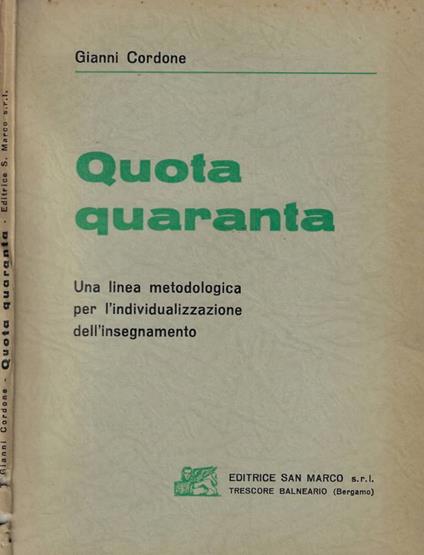 Gianni Cordone
Quota
quaranta
Una linea metodologica
per l'individualizzazione
dell'insegnamento
EDITRICE SAN MARCO s.r.l.
TRESCORE BALNEARIO (Bergamo)
Gianni Cordone - Quota quaranta - Editrice S. Marco s.r.l.